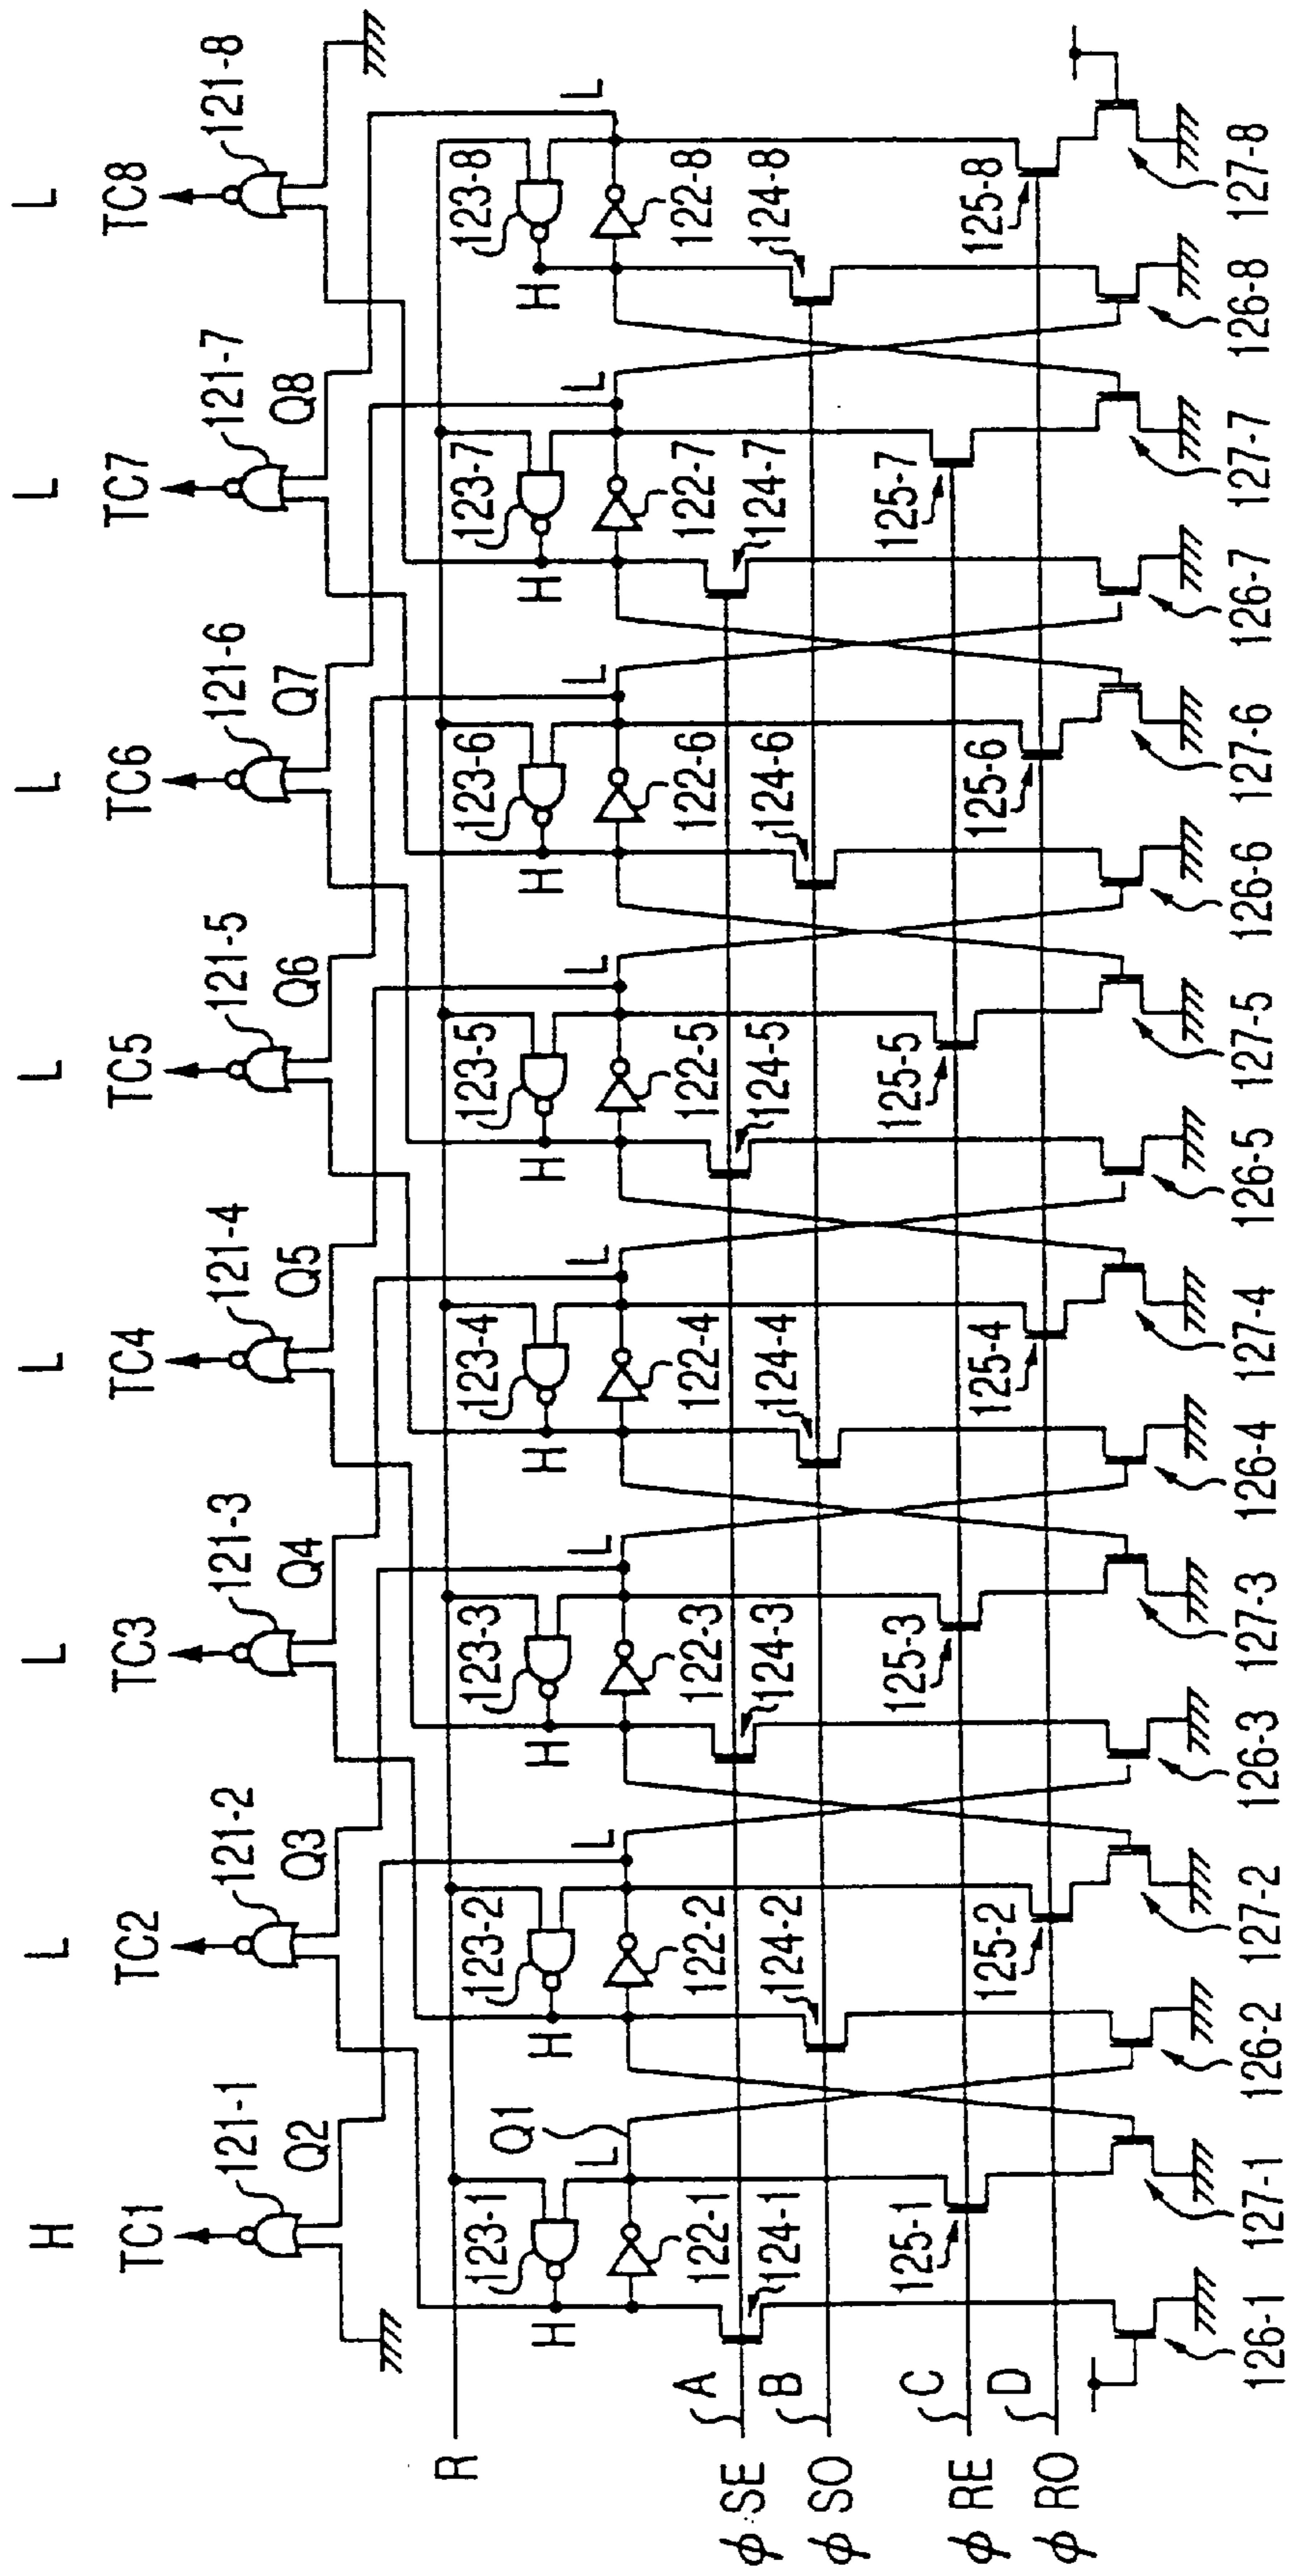 H L L L L L L L
TC1 TC2 TC3 TC4 TC5 TC6 TC7 TC8
121-1 121-2 121-3 121-4 121-5 121-6 121-7 121-8
Q2 Q3 Q4 Q5 Q6 Q7 Q8
R
123-1 123-2 123-3 123-4 123-5 123-6 123-7 123-8
Q1
H L H L H L H L H L H L H L H L
122-1 122-2 122-3 122-4 122-5 122-6 122-7 122-8
124-1 124-2 124-3 124-4 124-5 124-6 124-7 124-8
φ SE A
φ SO B
125-1 125-2 125-3 125-4 125-5 125-6 125-7 125-8
φ RE C
φ RO D
126-1 127-1 126-2 127-2 126-3 127-3 126-4 127-4 126-5 127-5 126-6 127-6 126-7 127-7 126-8 127-8